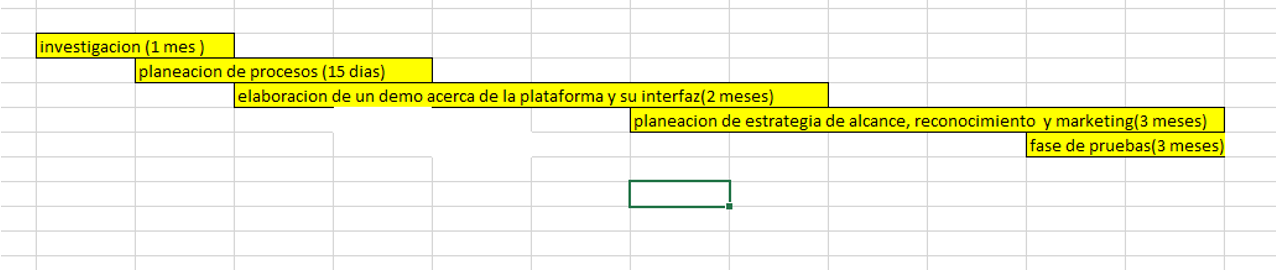 investigacion (1 mes )
planeacion de procesos (15 dias)
elaboracion de un demo acerca de la plataforma y su interfaz(2 meses)
planeacion de estrategia de alcance, reconocimiento  y marketing(3 meses)
fase de pruebas(3 meses)